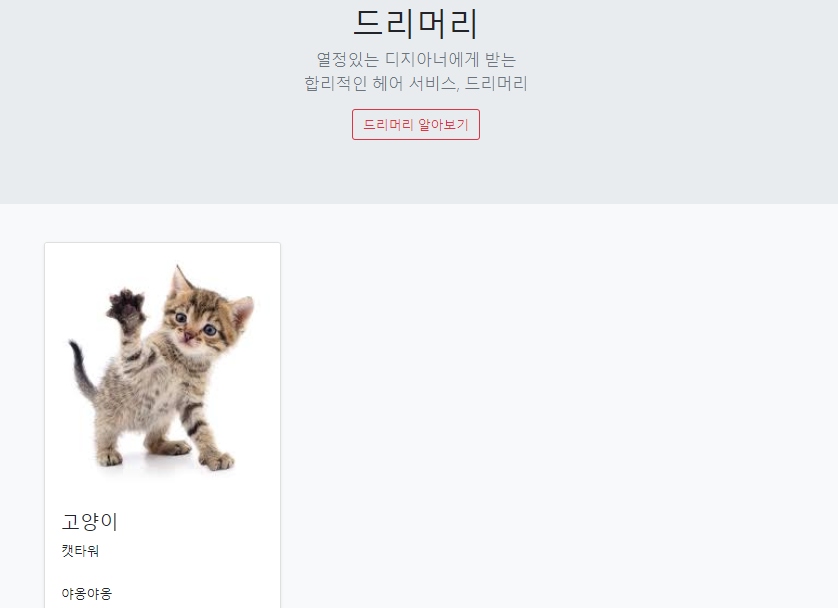 드리머리
열정있는 디지아너에게 받는
합리적인 헤어 서비스, 드리머리
드리머리 알아보기
고양이
캣타워
야옹야옹